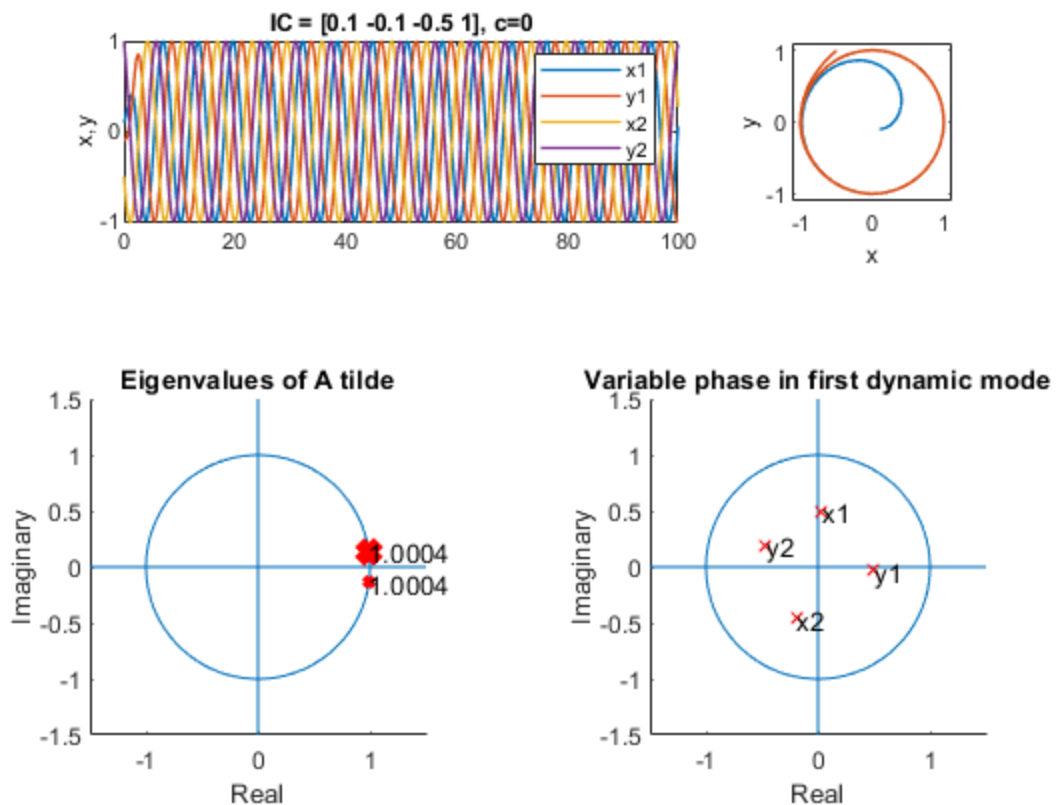 IC = [0.1 -0.1 -0.5 1], c=0
x,y
1
0
-1
0 20 40 60 80 100
x1
y1
x2
y2
y
1
0
-1
-1 0 1
x
Eigenvalues of A tilde
Imaginary
1.5
1
0.5
0
-0.5
-1
-1.5
1.0004
1.0004
-1 0 1
Real
Variable phase in first dynamic mode
Imaginary
1.5
1
0.5
0
-0.5
-1
-1.5
x1
y2
y1
x2
-1 0 1
Real